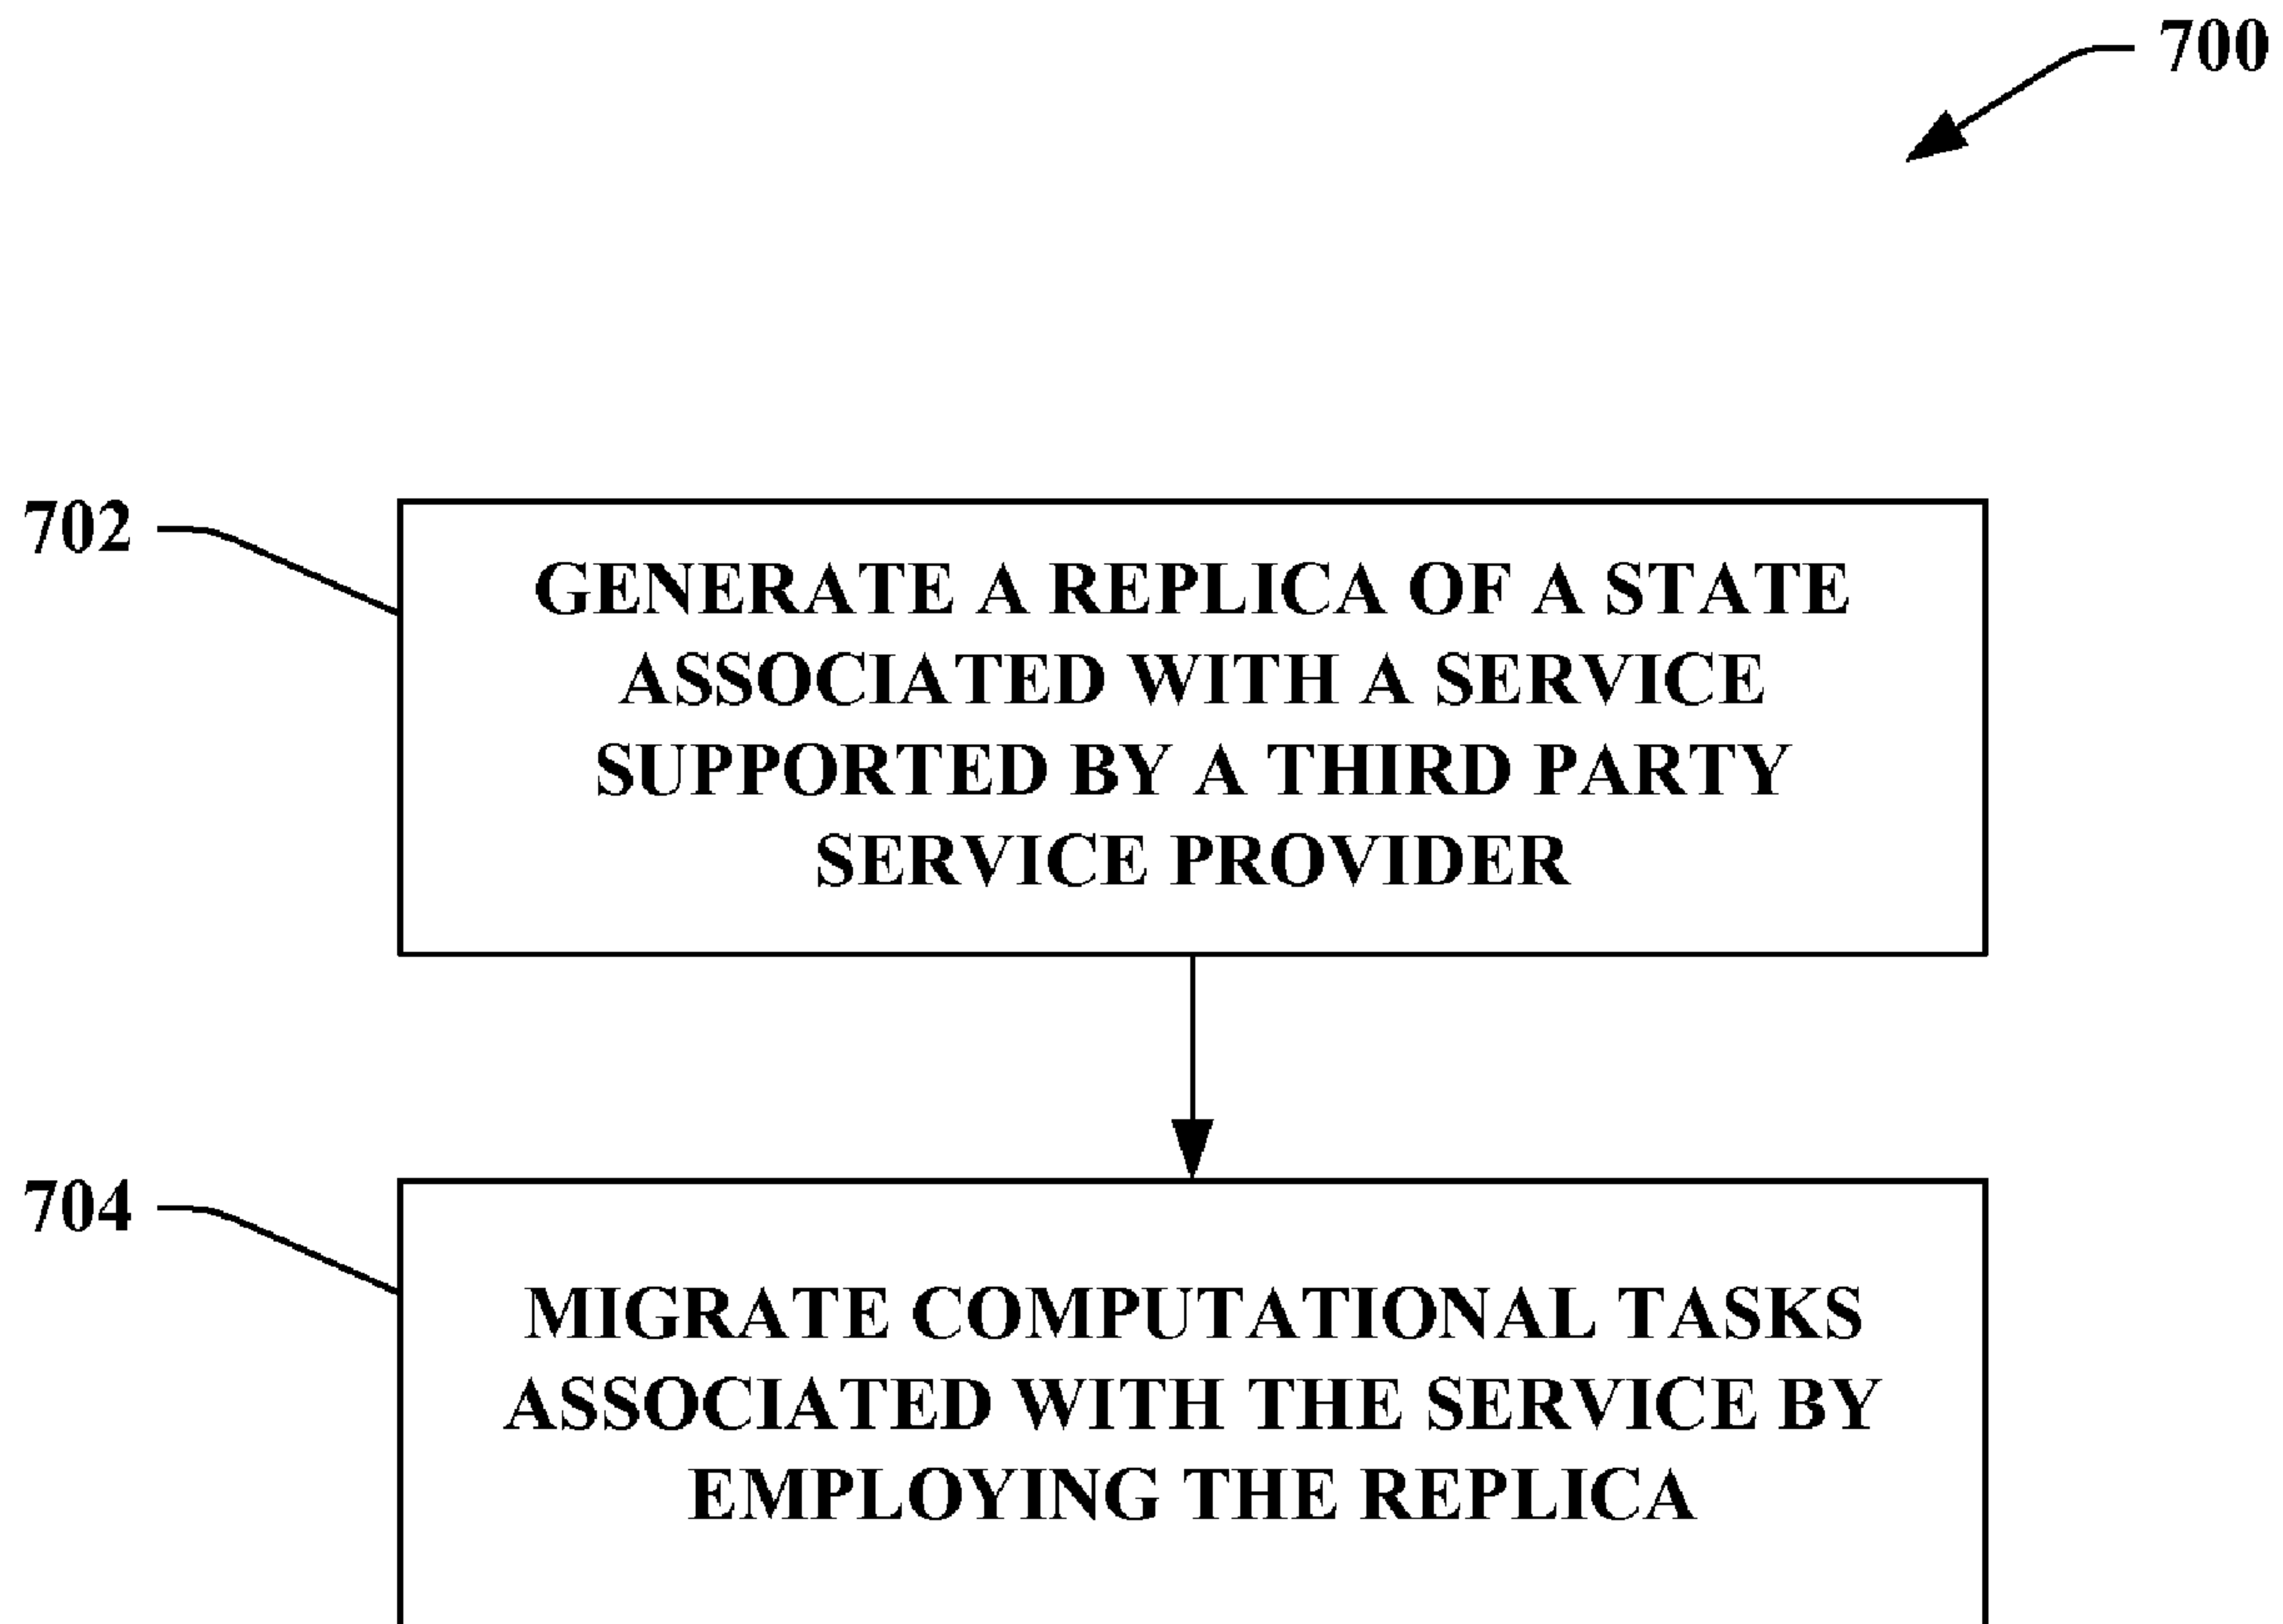 700
702
GENERATE A REPLICA OF A STATE
ASSOCIATED WITH A SERVICE
SUPPORTED BY A THIRD PARTY
SERVICE PROVIDER
704
MIGRATE COMPUTATIONAL TASKS
ASSOCIATED WITH THE SERVICE BY
EMPLOYING THE REPLICA